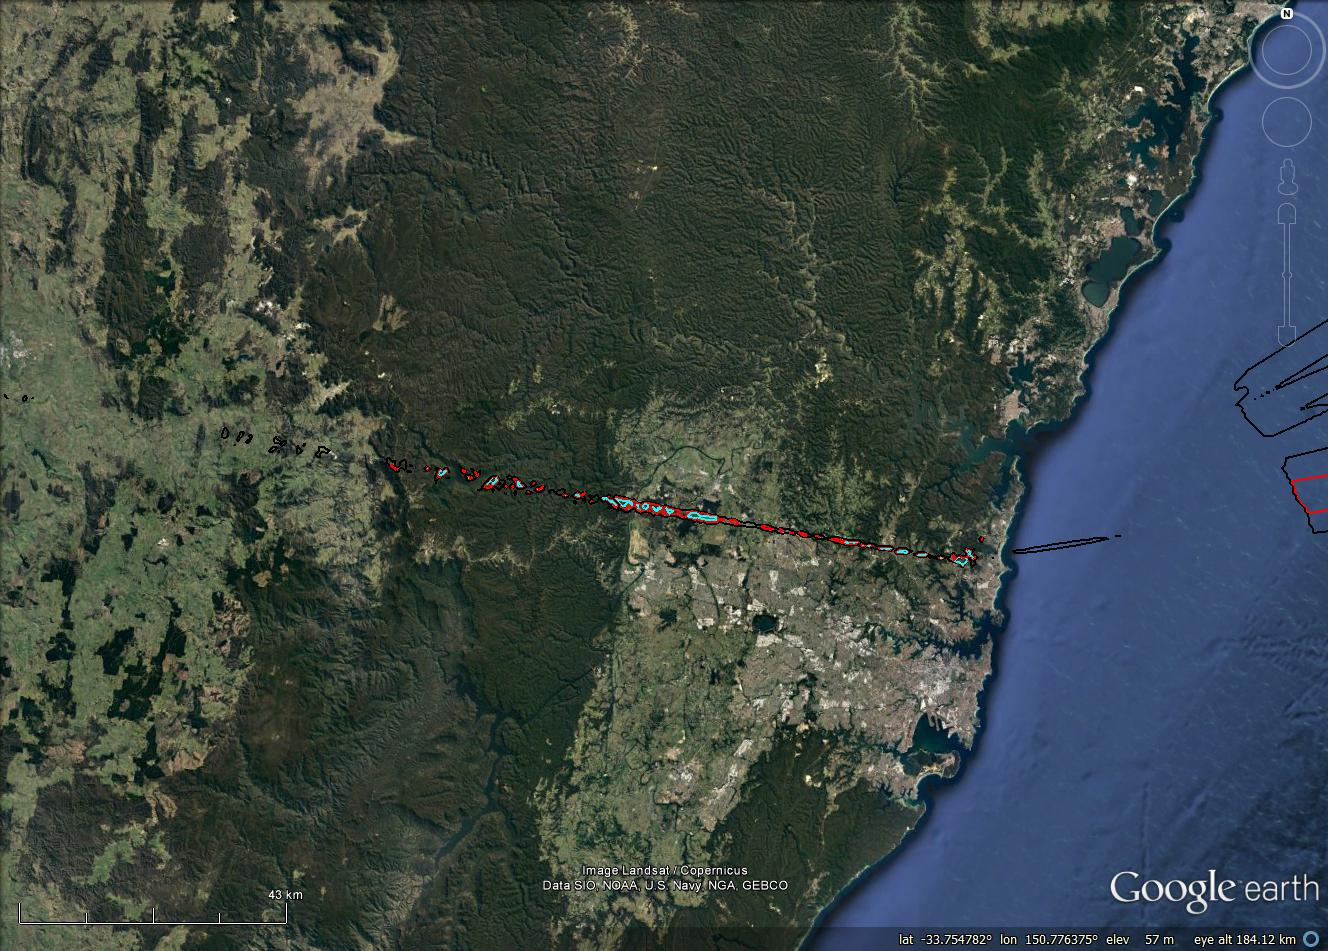 N
Image Landsat / Copernicus
Data SIO, NOAA, U.S. Navy, NGA, GEBCO
43 km
Google earth
lat -33.754782° lon 150.776375° elev 57 m eye alt 184.12 km